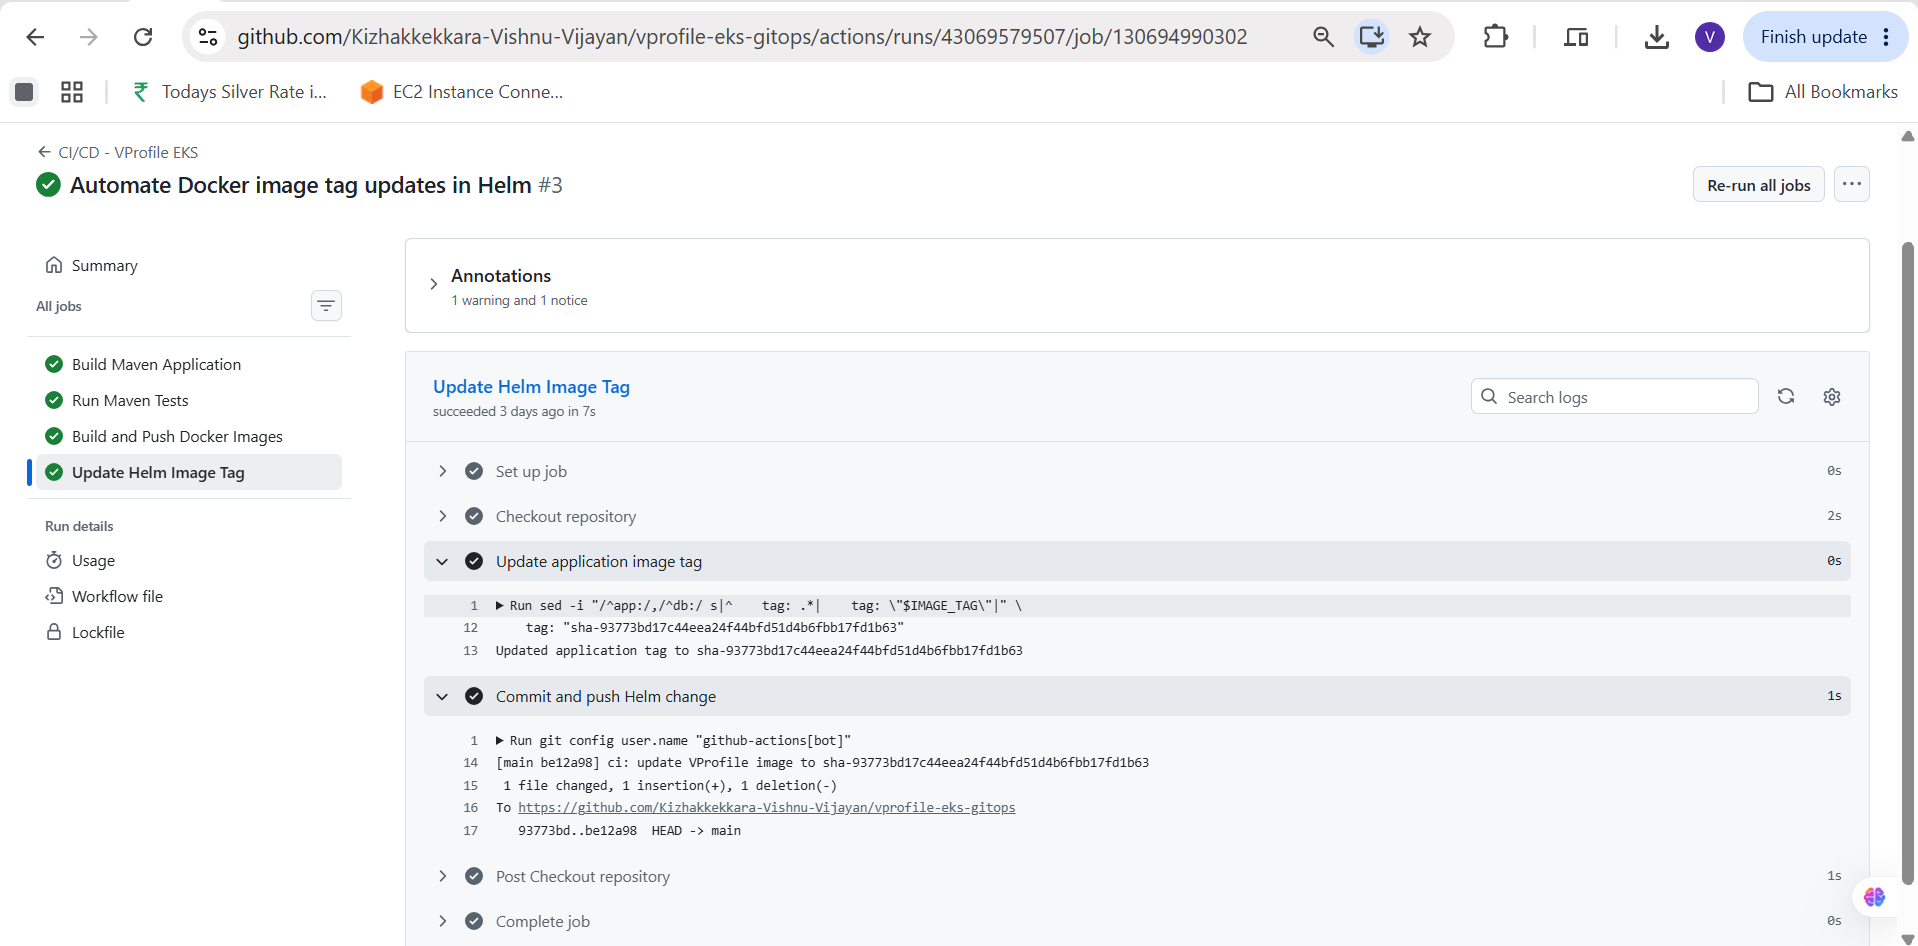 github.com/Kizhakkekkara-Vishnu-Vijayan/vprofile-eks-gitops/actions/runs/43069579507/job/130694990302
V
Finish update
Todays Silver Rate i...
EC2 Instance Conne...
All Bookmarks
CI/CD - VProfile EKS
Automate Docker image tag updates in Helm #3
Re-run all jobs
Summary
All jobs
Build Maven Application
Run Maven Tests
Build and Push Docker Images
Update Helm Image Tag
Run details
Usage
Workflow file
Lockfile
Annotations
1 warning and 1 notice
Update Helm Image Tag
succeeded 3 days ago in 7s
Search logs
Set up job 0s
Checkout repository 2s
Update application image tag 0s
1 Run sed -i "/^app:/,/^db:/ s|^    tag: .*|    tag: \"$IMAGE_TAG\"|" \
12     tag: "sha-93773bd17c44eea24f44bfd51d4b6fbb17fd1b63"
13 Updated application tag to sha-93773bd17c44eea24f44bfd51d4b6fbb17fd1b63
Commit and push Helm change 1s
1 Run git config user.name "github-actions[bot]"
14 [main be12a98] ci: update VProfile image to sha-93773bd17c44eea24f44bfd51d4b6fbb17fd1b63
15  1 file changed, 1 insertion(+), 1 deletion(-)
16 To https://github.com/Kizhakkekkara-Vishnu-Vijayan/vprofile-eks-gitops
17    93773bd..be12a98  HEAD -> main
Post Checkout repository 1s
Complete job 0s